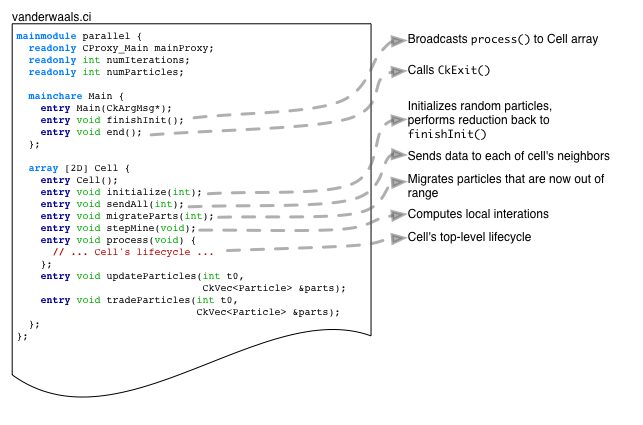 vanderwaals.ci
mainmodule parallel {
readonly CProxy_Main mainProxy;
readonly int numIterations;
readonly int numParticles;
mainchare Main {
entry Main(CkArgMsg*);
entry void finishInit();
entry void end();
};
array [2D] Cell {
entry Cell();
entry void initialize(int);
entry void sendAll(int);
entry void migrateParts(int);
entry void stepMine(void);
entry void process(void) {
// ... Cell's lifecycle ...
};
entry void updateParticles(int t0,
CkVec<Particle> &parts);
entry void tradeParticles(int t0,
CkVec<Particle> &parts);
};
};
Broadcasts process() to Cell array
Calls CkExit()
Initializes random particles,
performs reduction back to
finishInit()
Sends data to each of cell's neighbors
Migrates particles that are now out of
range
Computes local interations
Cell's top-level lifecycle